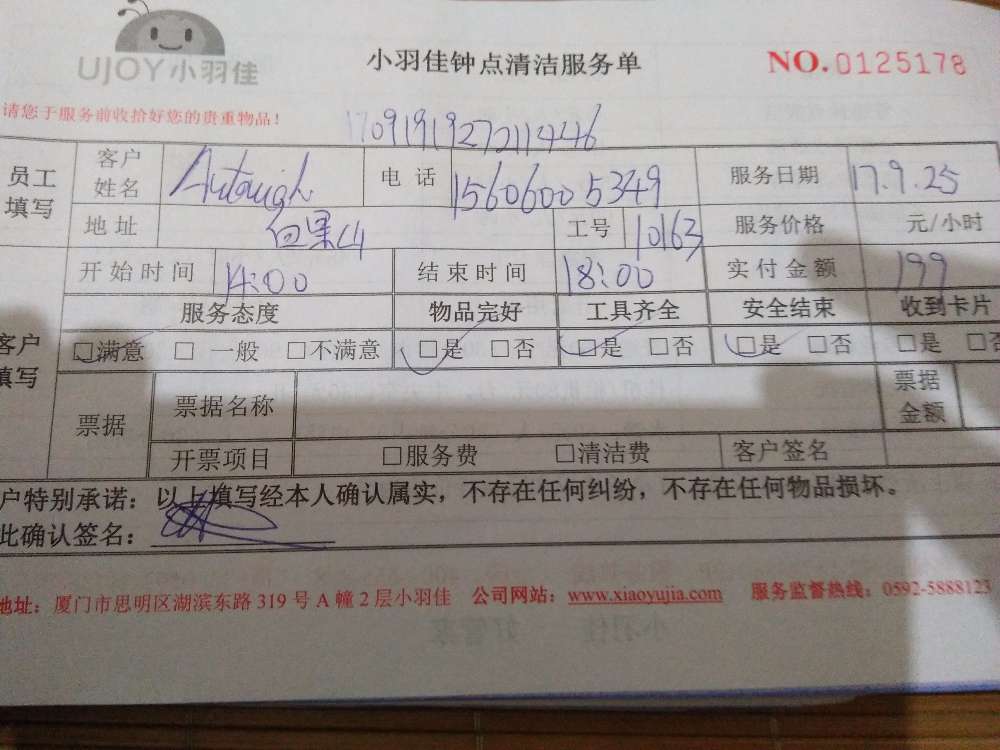 UJOY小羽佳
小羽佳钟点清洁服务单
NO.0125178
请您于服务前收拾好您的贵重物品！
170919192721144​6
员工填写 客户姓名 电话 15606005349 服务日期 17.9.25
地址 白果山 工号 10163 服务价格 元/小时
开始时间 14:00 结束时间 18:00 实付金额 199
服务态度 物品完好 工具齐全 安全结束 收到卡片
客户填写 □满意 □一般 □不满意 □是 □否 □是 □否 □是 □否 □是 □否
票据 票据名称 票据金额
开票项目 □服务费 □清洁费 客户签名
户特别承诺：以上填写经本人确认属实，不存在任何纠纷，不存在任何物品损坏。
此确认签名：
地址：厦门市思明区湖滨东路319号A幢2层小羽佳 公司网站：www.xiaoyujia.com 服务监督热线：0592-5888123